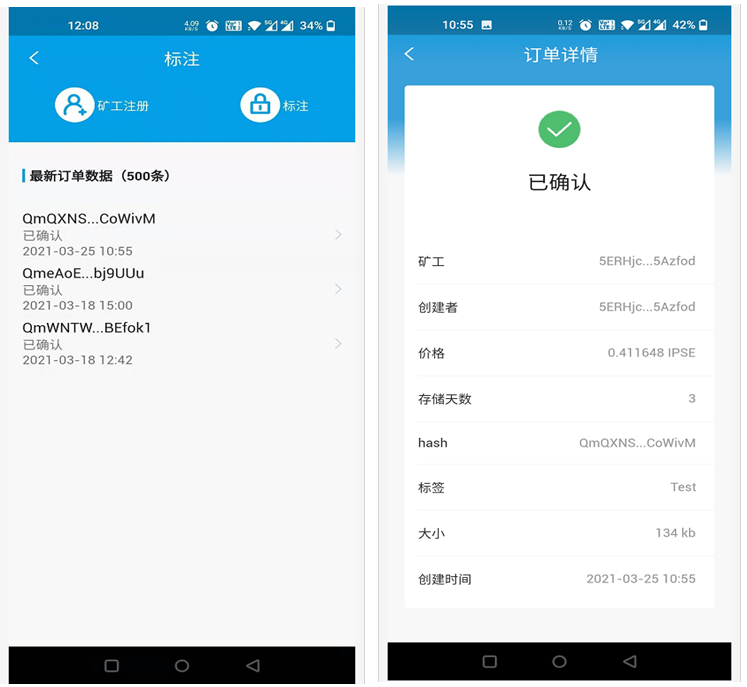 12:08
4.09
KB/S
5G
4G
34%
标注
矿工注册
标注
最新订单数据（500条）
QmQXNS...CoWivM
已确认
2021-03-25 10:55
QmeAoE...bj9UUu
已确认
2021-03-18 15:00
QmWNTW...BEfok1
已确认
2021-03-18 12:42
10:55
0.12
KB/S
5G
4G
42%
订单详情
已确认
矿工 5ERHjc...5Azfod
创建者 5ERHjc...5Azfod
价格 0.411648 IPSE
存储天数 3
hash QmQXNS...CoWivM
标签 Test
大小 134 kb
创建时间 2021-03-25 10:55